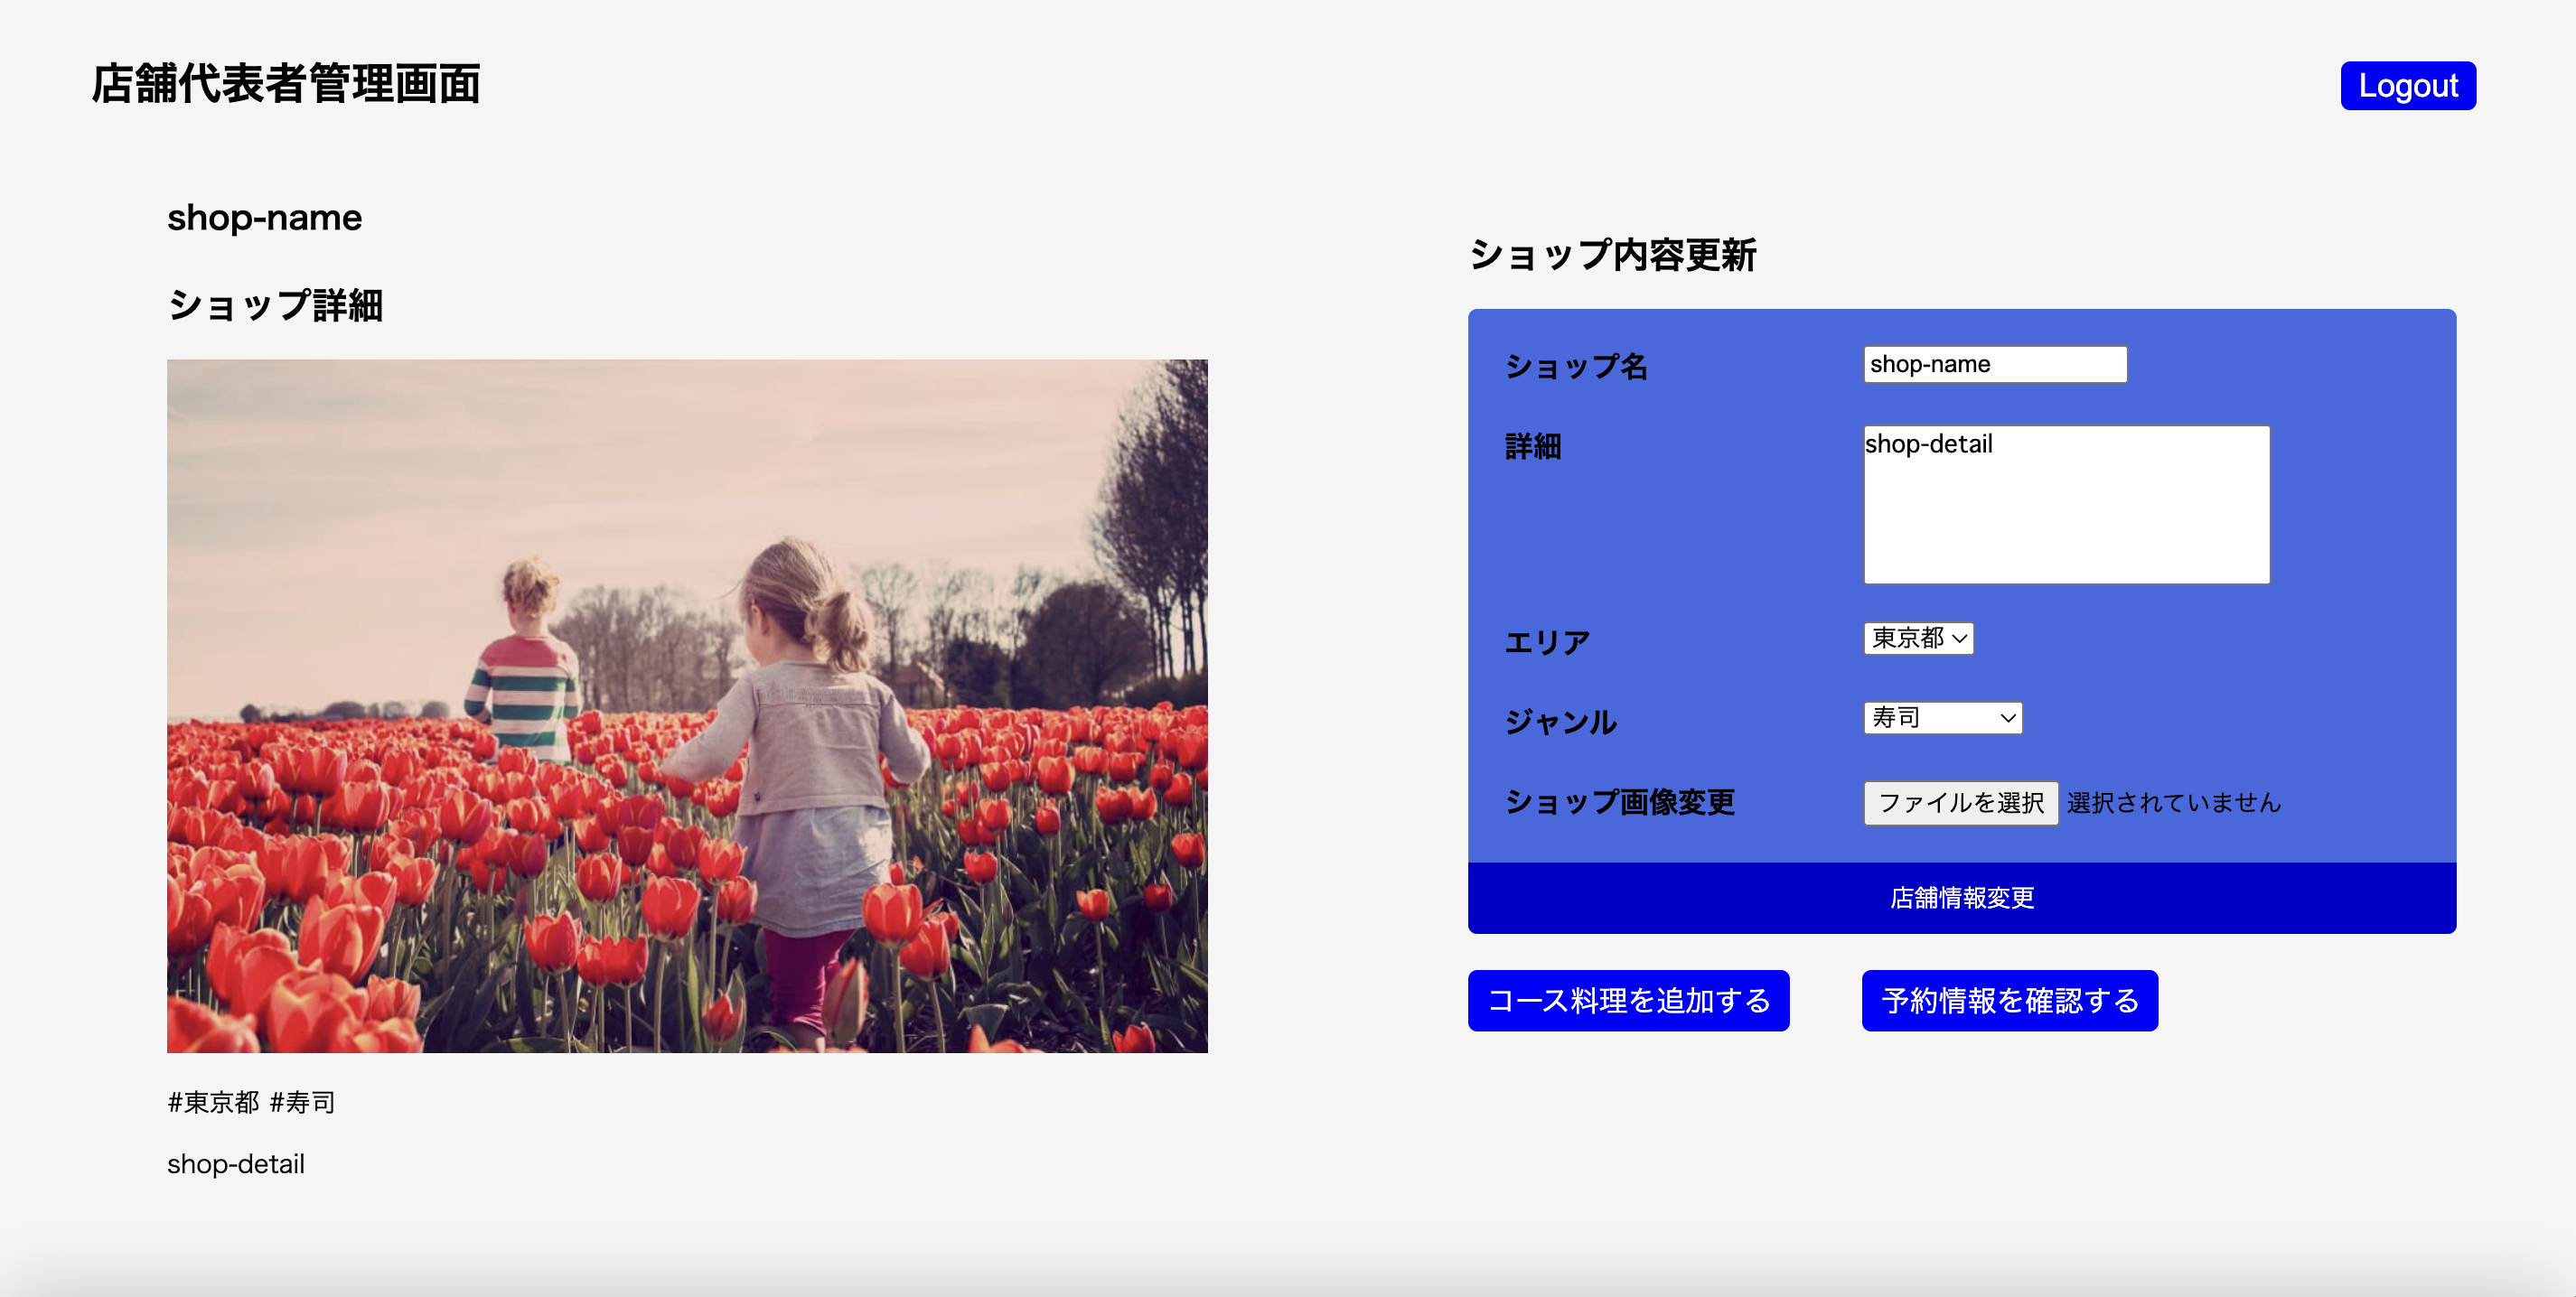 店舗代表者管理画面
Logout
shop-name
ショップ詳細
#東京都 #寿司
shop-detail
ショップ内容更新
ショップ名 shop-name
詳細 shop-detail
エリア 東京都
ジャンル 寿司
ショップ画像変更 ファイルを選択 選択されていません
店舗情報変更
コース料理を追加する 予約情報を確認する